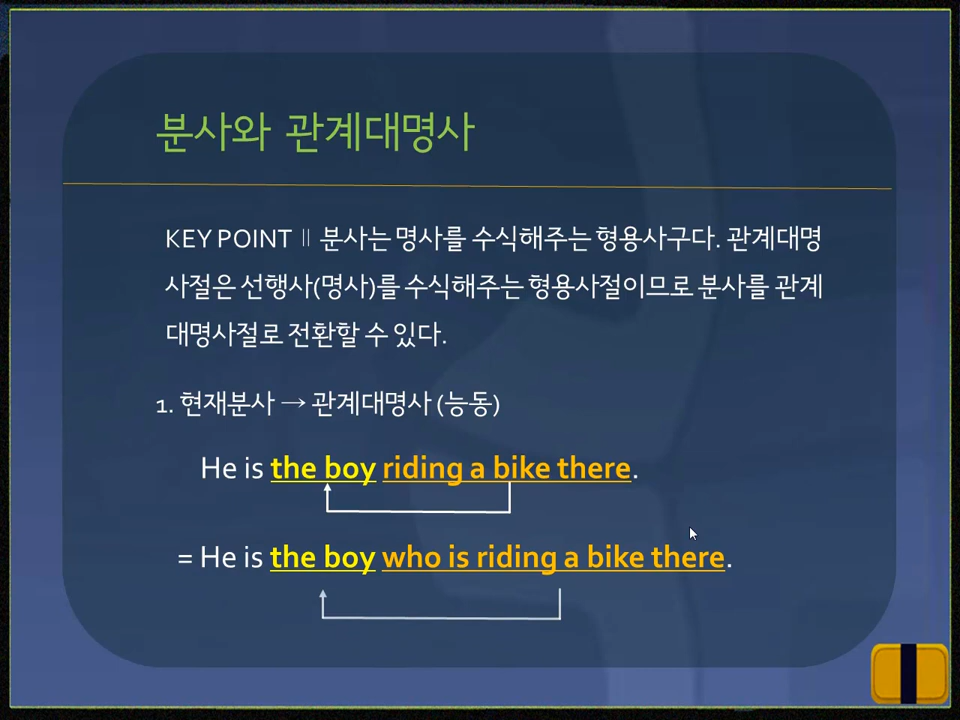 분사와 관계대명사
KEY POINT ∥ 분사는 명사를 수식해주는 형용사구다. 관계대명
사절은 선행사(명사)를 수식해주는 형용사절이므로 분사를 관계
대명사절로 전환할 수 있다.
1. 현재분사 → 관계대명사 (능동)
He is the boy riding a bike there.
= He is the boy who is riding a bike there.